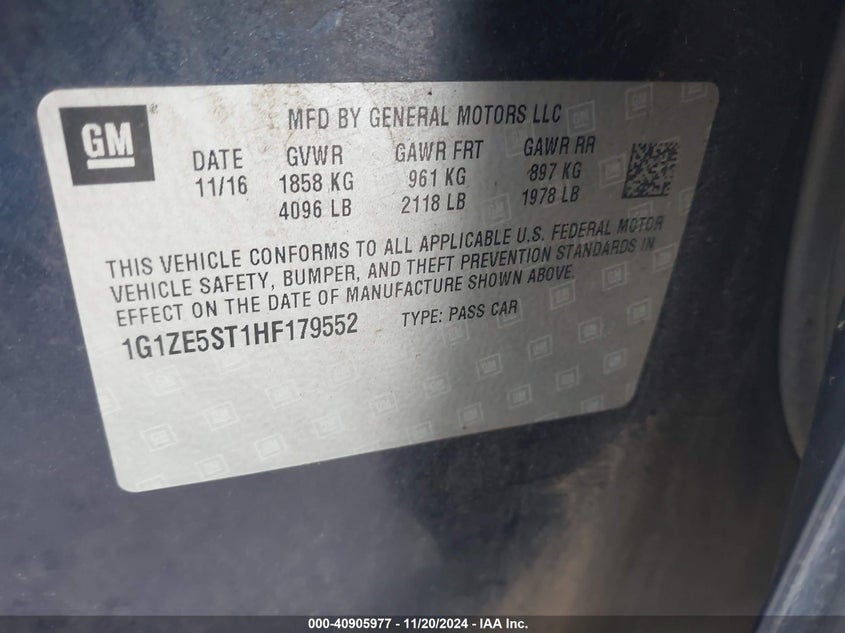 GM
MFD BY GENERAL MOTORS LLC
DATE GVWR GAWR FRT GAWR RR
11/16 1858 KG 961 KG 897 KG
4096 LB 2118 LB 1978 LB
THIS VEHICLE CONFORMS TO ALL APPLICABLE U.S. FEDERAL MOTOR
VEHICLE SAFETY, BUMPER, AND THEFT PREVENTION STANDARDS IN
EFFECT ON THE DATE OF MANUFACTURE SHOWN ABOVE.
1G1ZE5ST1HF179552 TYPE: PASS CAR
000-40905977 - 11/20/2024 - IAA Inc.